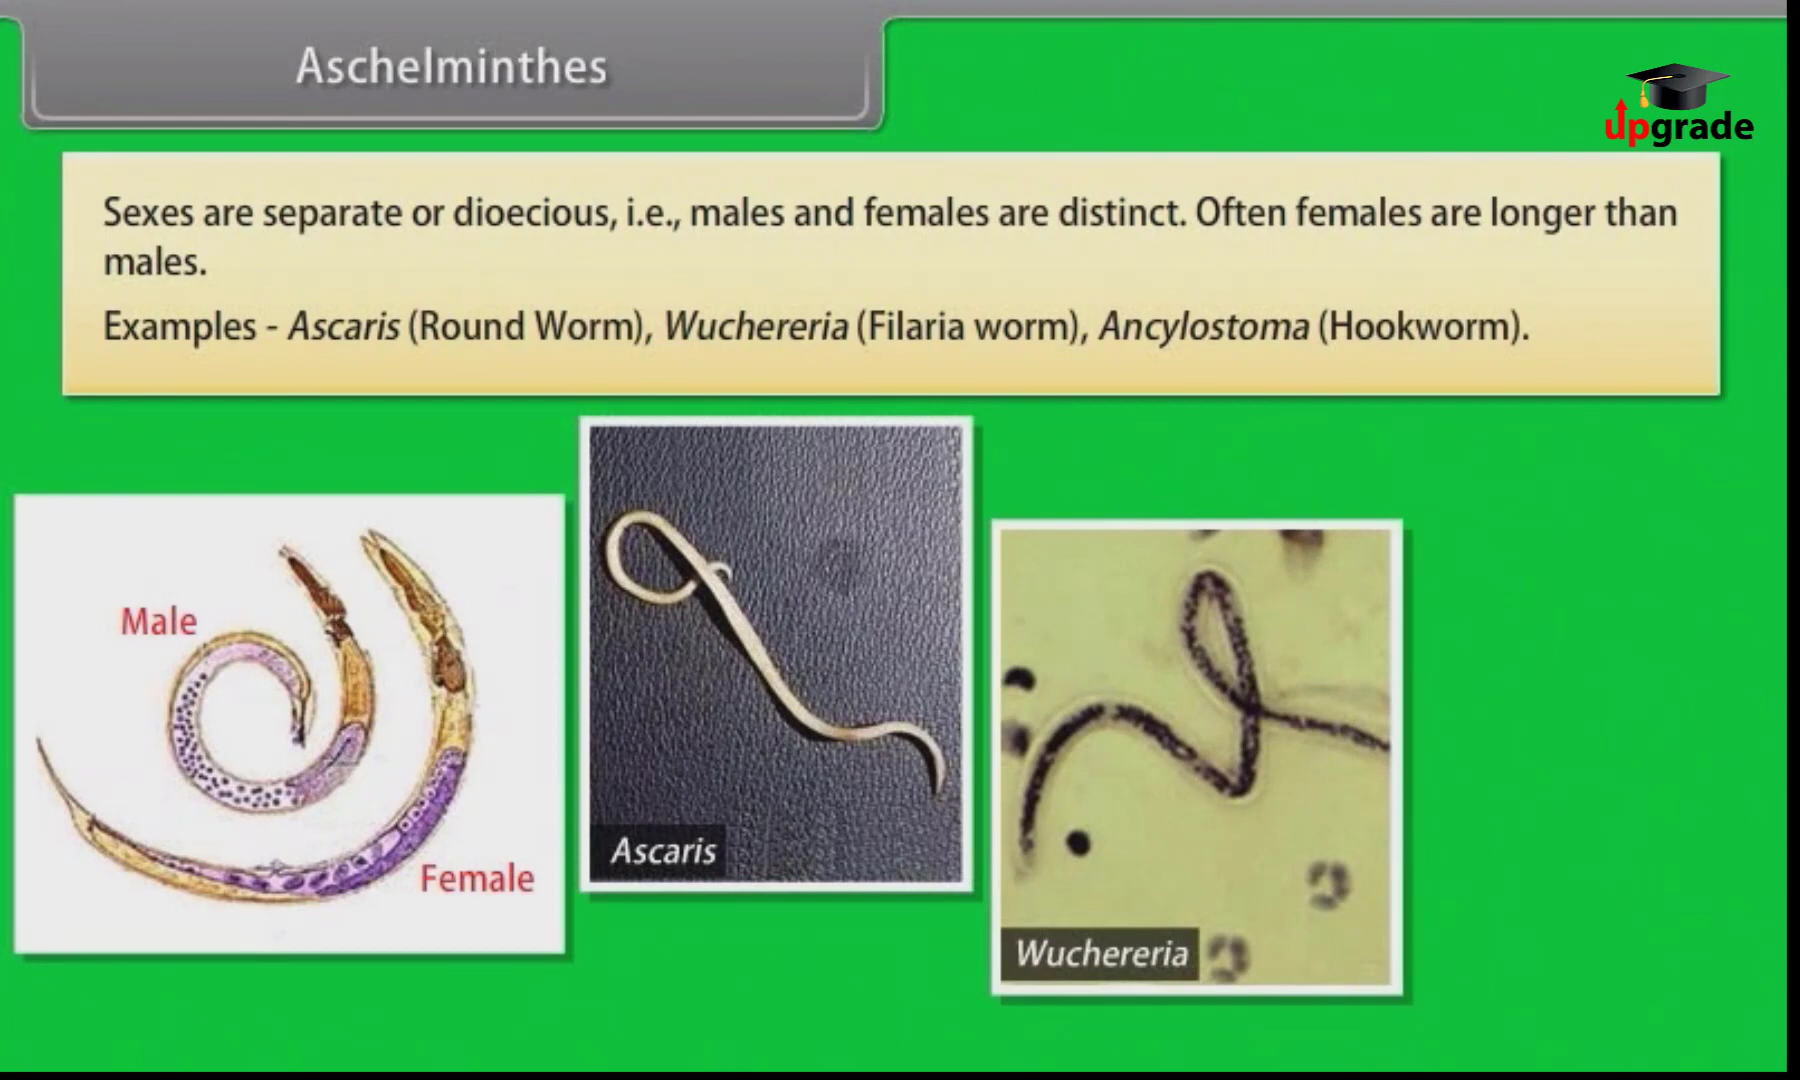 Aschelminthes
upgrade
Sexes are separate or dioecious, i.e., males and females are distinct. Often females are longer than
males.
Examples - Ascaris (Round Worm), Wuchereria (Filaria worm), Ancylostoma (Hookworm).
Male
Female
Ascaris
Wuchereria